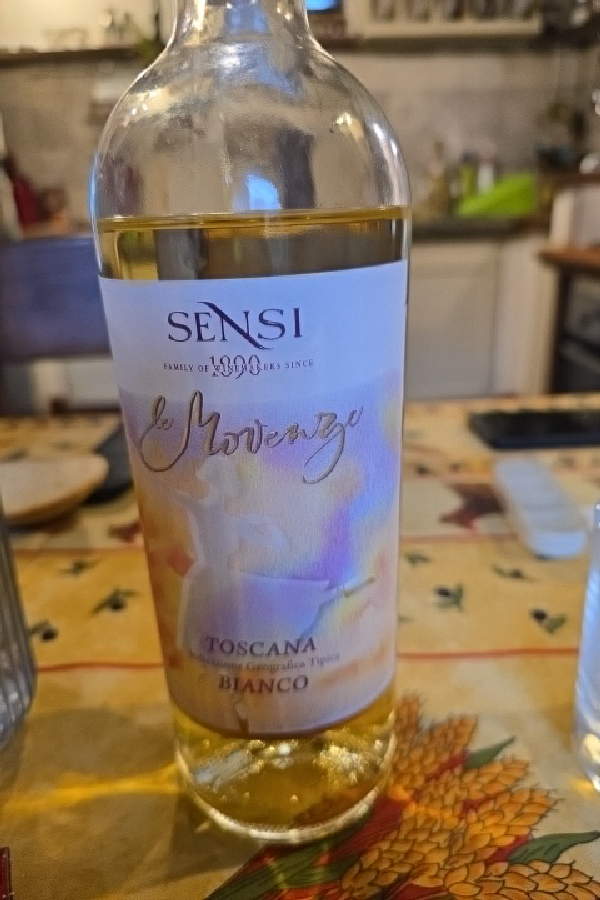 SENSI
FAMILY OF WINEMAKERS SINCE
1890
le Movenze
TOSCANA
Indicazione Geografica Tipica
BIANCO